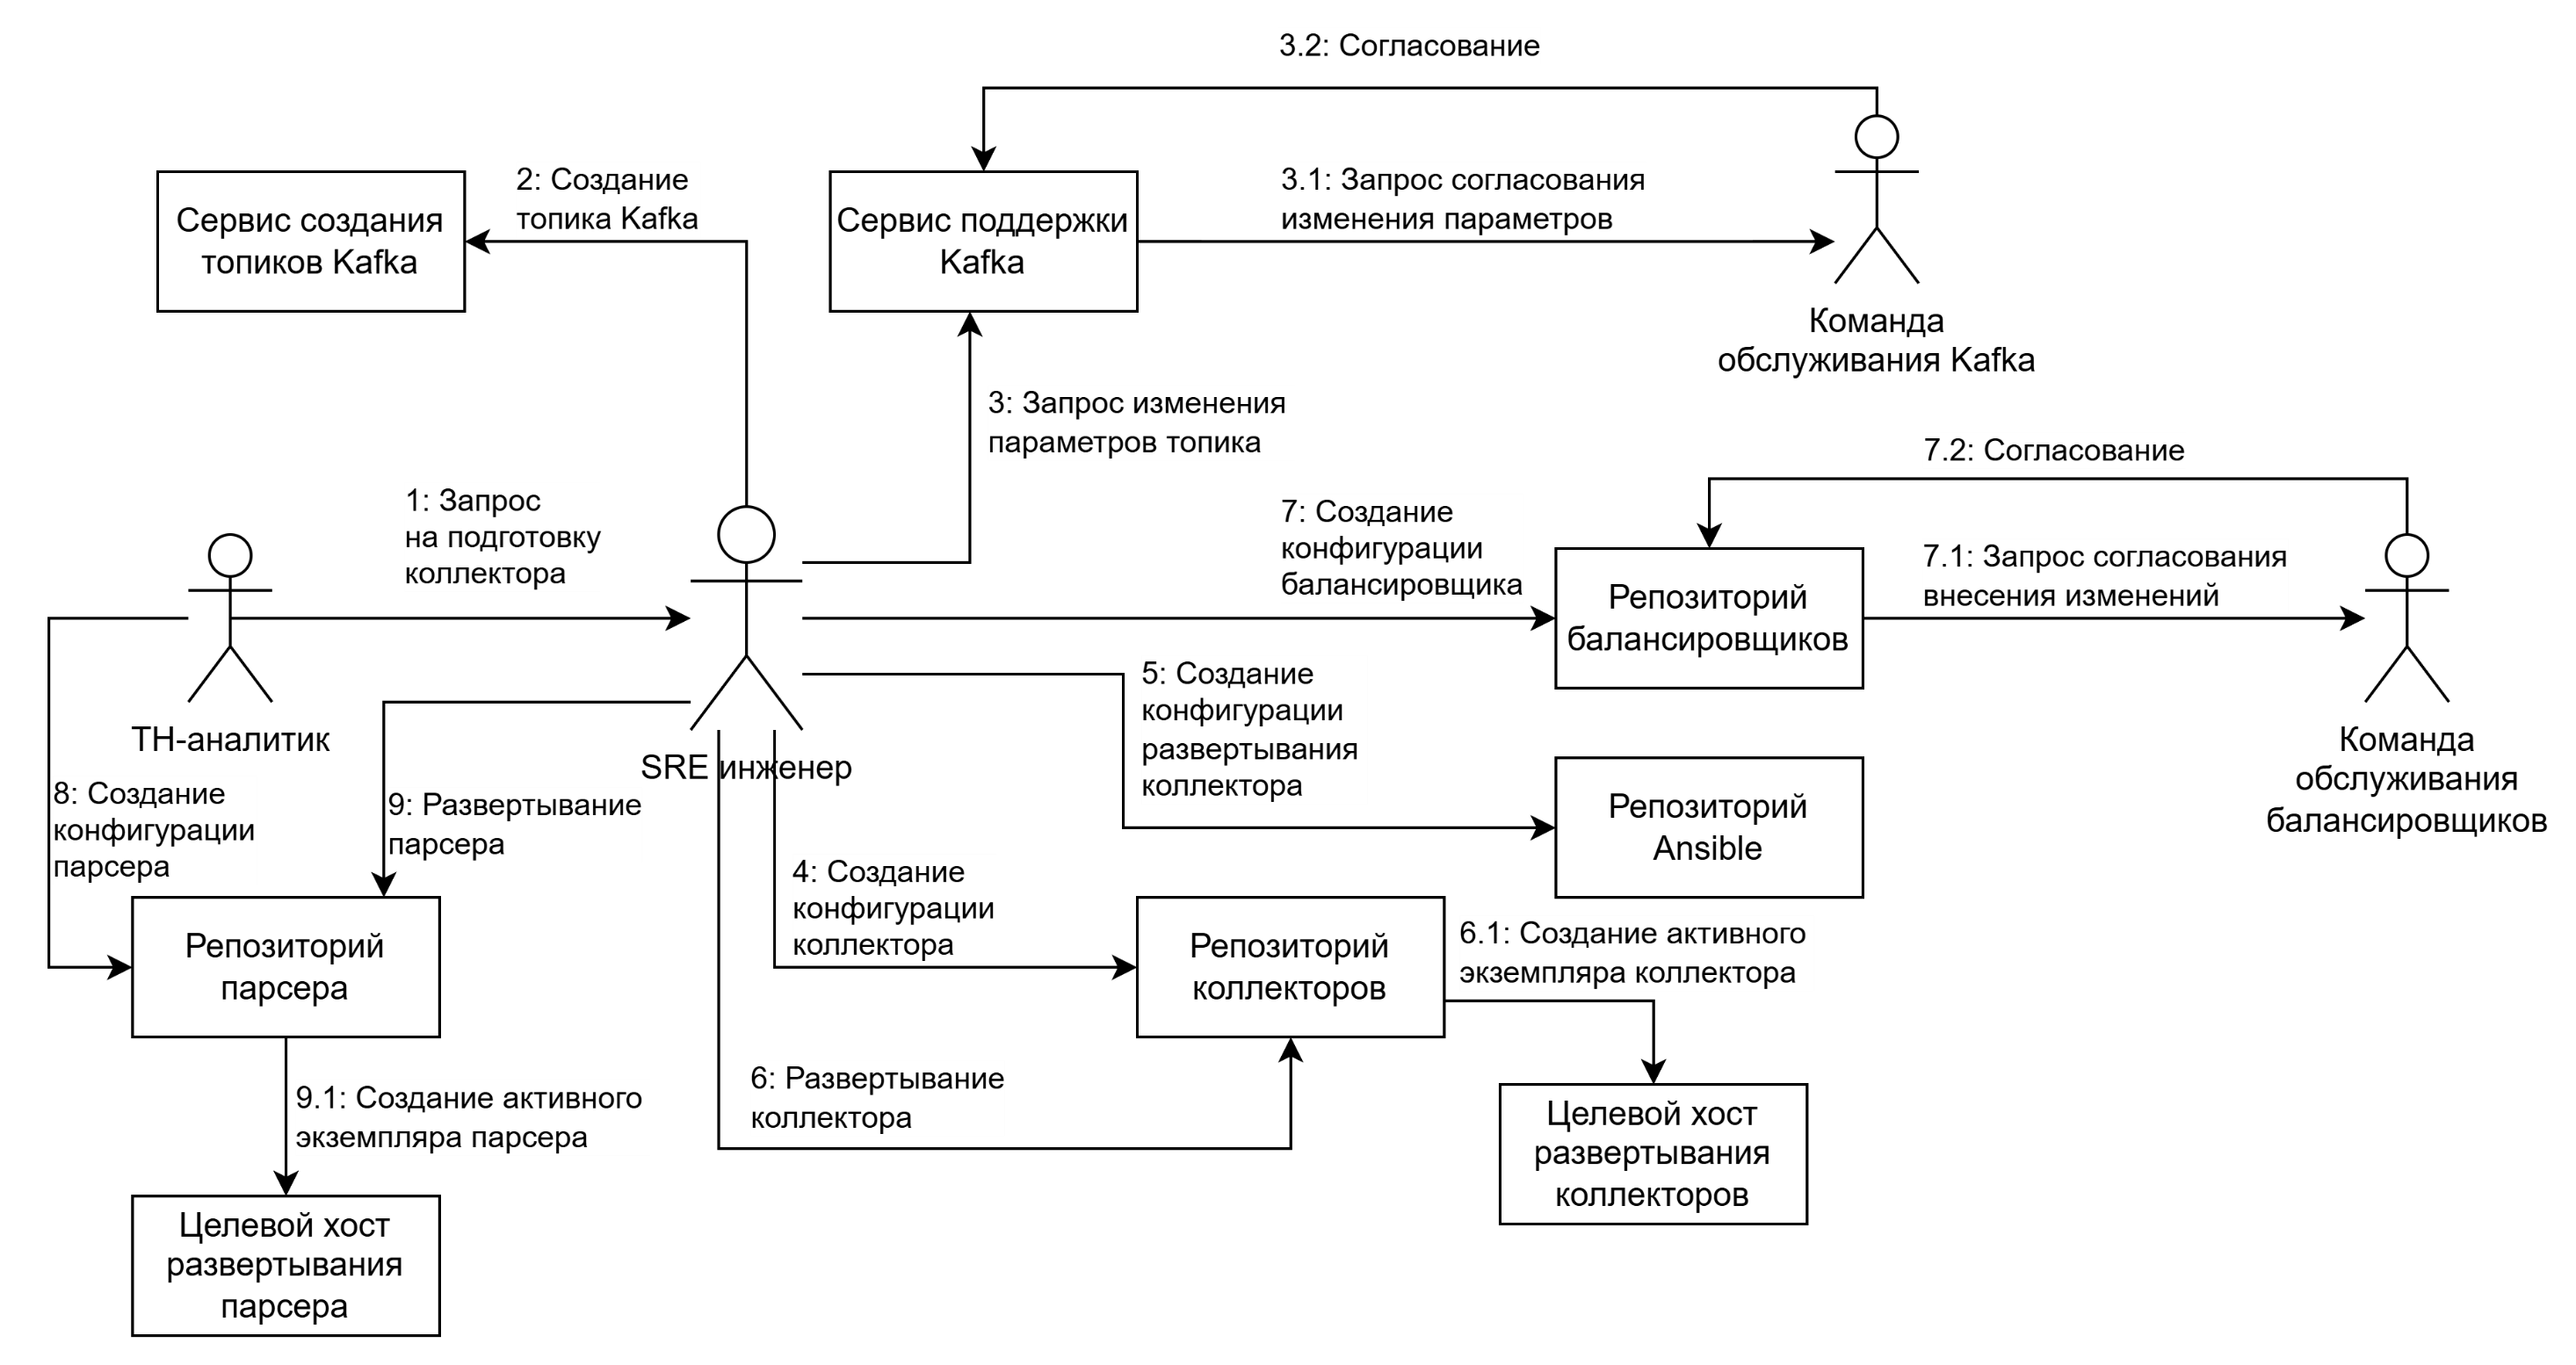 3.2: Согласование
2: Создание
топика Kafka
3.1: Запрос согласования
изменения параметров
Сервис создания
топиков Kafka
Сервис поддержки
Kafka
Команда
обслуживания Kafka
3: Запрос изменения
параметров топика
7.2: Согласование
1: Запрос
на подготовку
коллектора
7: Создание
конфигурации
балансировщика
7.1: Запрос согласования
внесения изменений
Репозиторий
балансировщиков
5: Создание
конфигурации
развертывания
коллектора
ТН-аналитик
SRE инженер
Команда
обслуживания
балансировщиков
8: Создание
конфигурации
парсера
9: Развертывание
парсера
Репозиторий
Ansible
4: Создание
конфигурации
коллектора
Репозиторий
парсера
Репозиторий
коллекторов
6.1: Создание активного
экземпляра коллектора
6: Развертывание
коллектора
9.1: Создание активного
экземпляра парсера
Целевой хост
развертывания
коллекторов
Целевой хост
развертывания
парсера